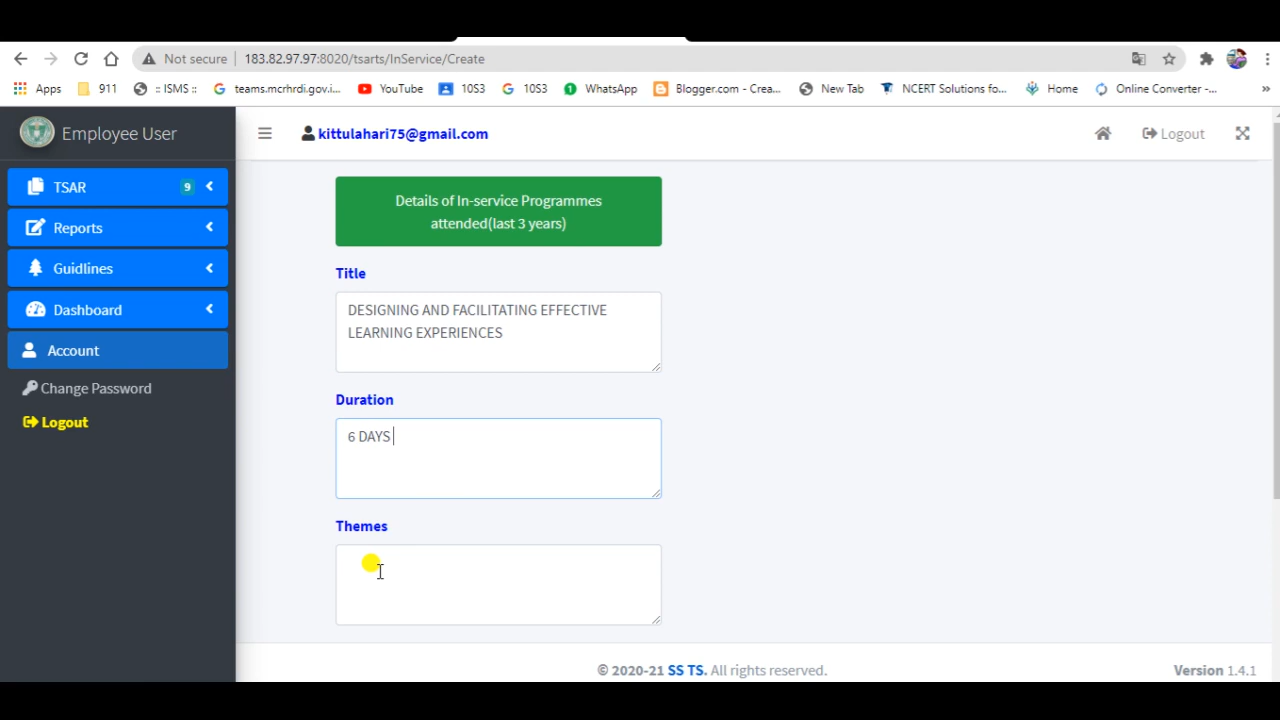 Not secure 183.82.97.97:8020/tsarts/InService/Create
Apps 911 :: ISMS :: teams.mcrhrdi.gov.i... YouTube 10S3 10S3 WhatsApp Blogger.com - Crea... New Tab NCERT Solutions fo... Home Online Converter -... »
Employee User
kittulahari75@gmail.com
Logout
TSAR 9
Reports
Guidlines
Dashboard
Account
Change Password
Logout
Details of In-service Programmes
attended(last 3 years)
Title
DESIGNING AND FACILITATING EFFECTIVE
LEARNING EXPERIENCES
Duration
6 DAYS
Themes
© 2020-21 SS TS. All rights reserved.
Version 1.4.1